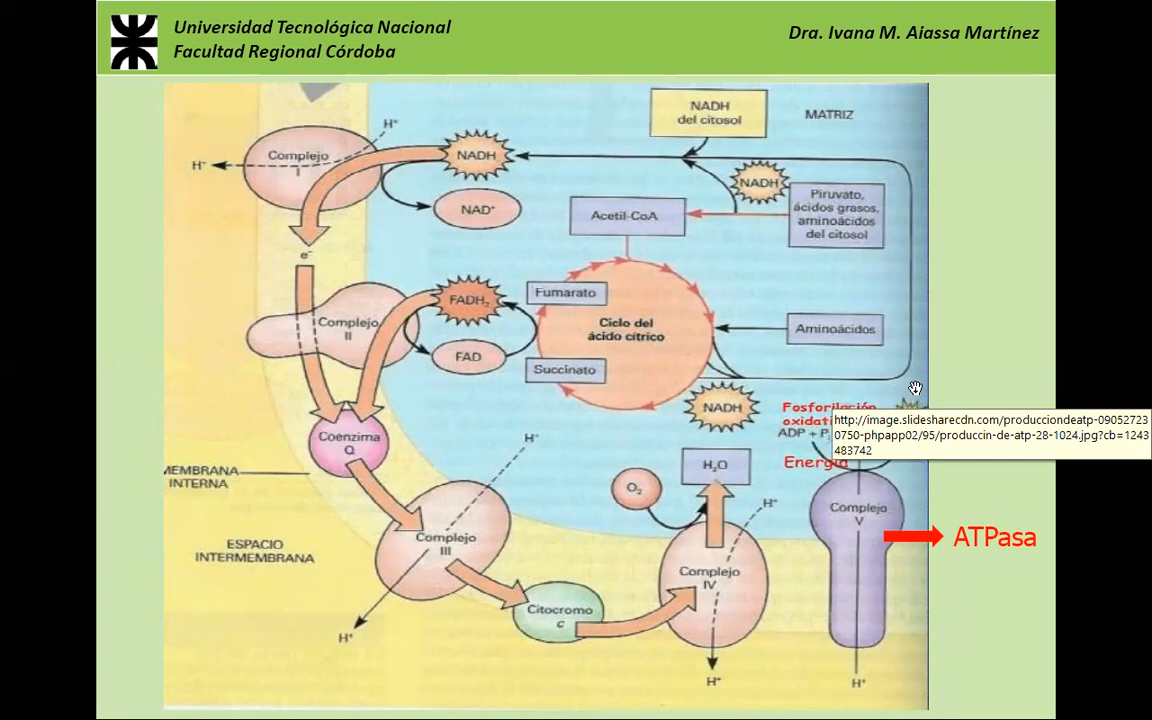 Universidad Tecnológica Nacional
Facultad Regional Córdoba
Dra. Ivana M. Aiassa Martínez
NADH
del citosol
MATRIZ
H⁺
Complejo
I
H⁺
NADH
NADH
NAD⁺
Acetil-CoA
Piruvato,
ácidos grasos,
aminoácidos
del citosol
e⁻
FADH₂
Fumarato
Complejo
II
Ciclo del
ácido cítrico
Aminoácidos
FAD
Succinato
NADH
Fosforilación
ADP + P
Energía
http://image.slidesharecdn.com/producciondeatp-09052723
0750-phpapp02/95/produccin-de-atp-28-1024.jpg?cb=1243
483742
Coenzima
Q
H⁺
MEMBRANA
INTERNA
H₂O
O₂
H⁺
Complejo
V
ATPasa
Complejo
III
ESPACIO
INTERMEMBRANA
Complejo
IV
Citocromo
c
H⁺
H⁺
H⁺